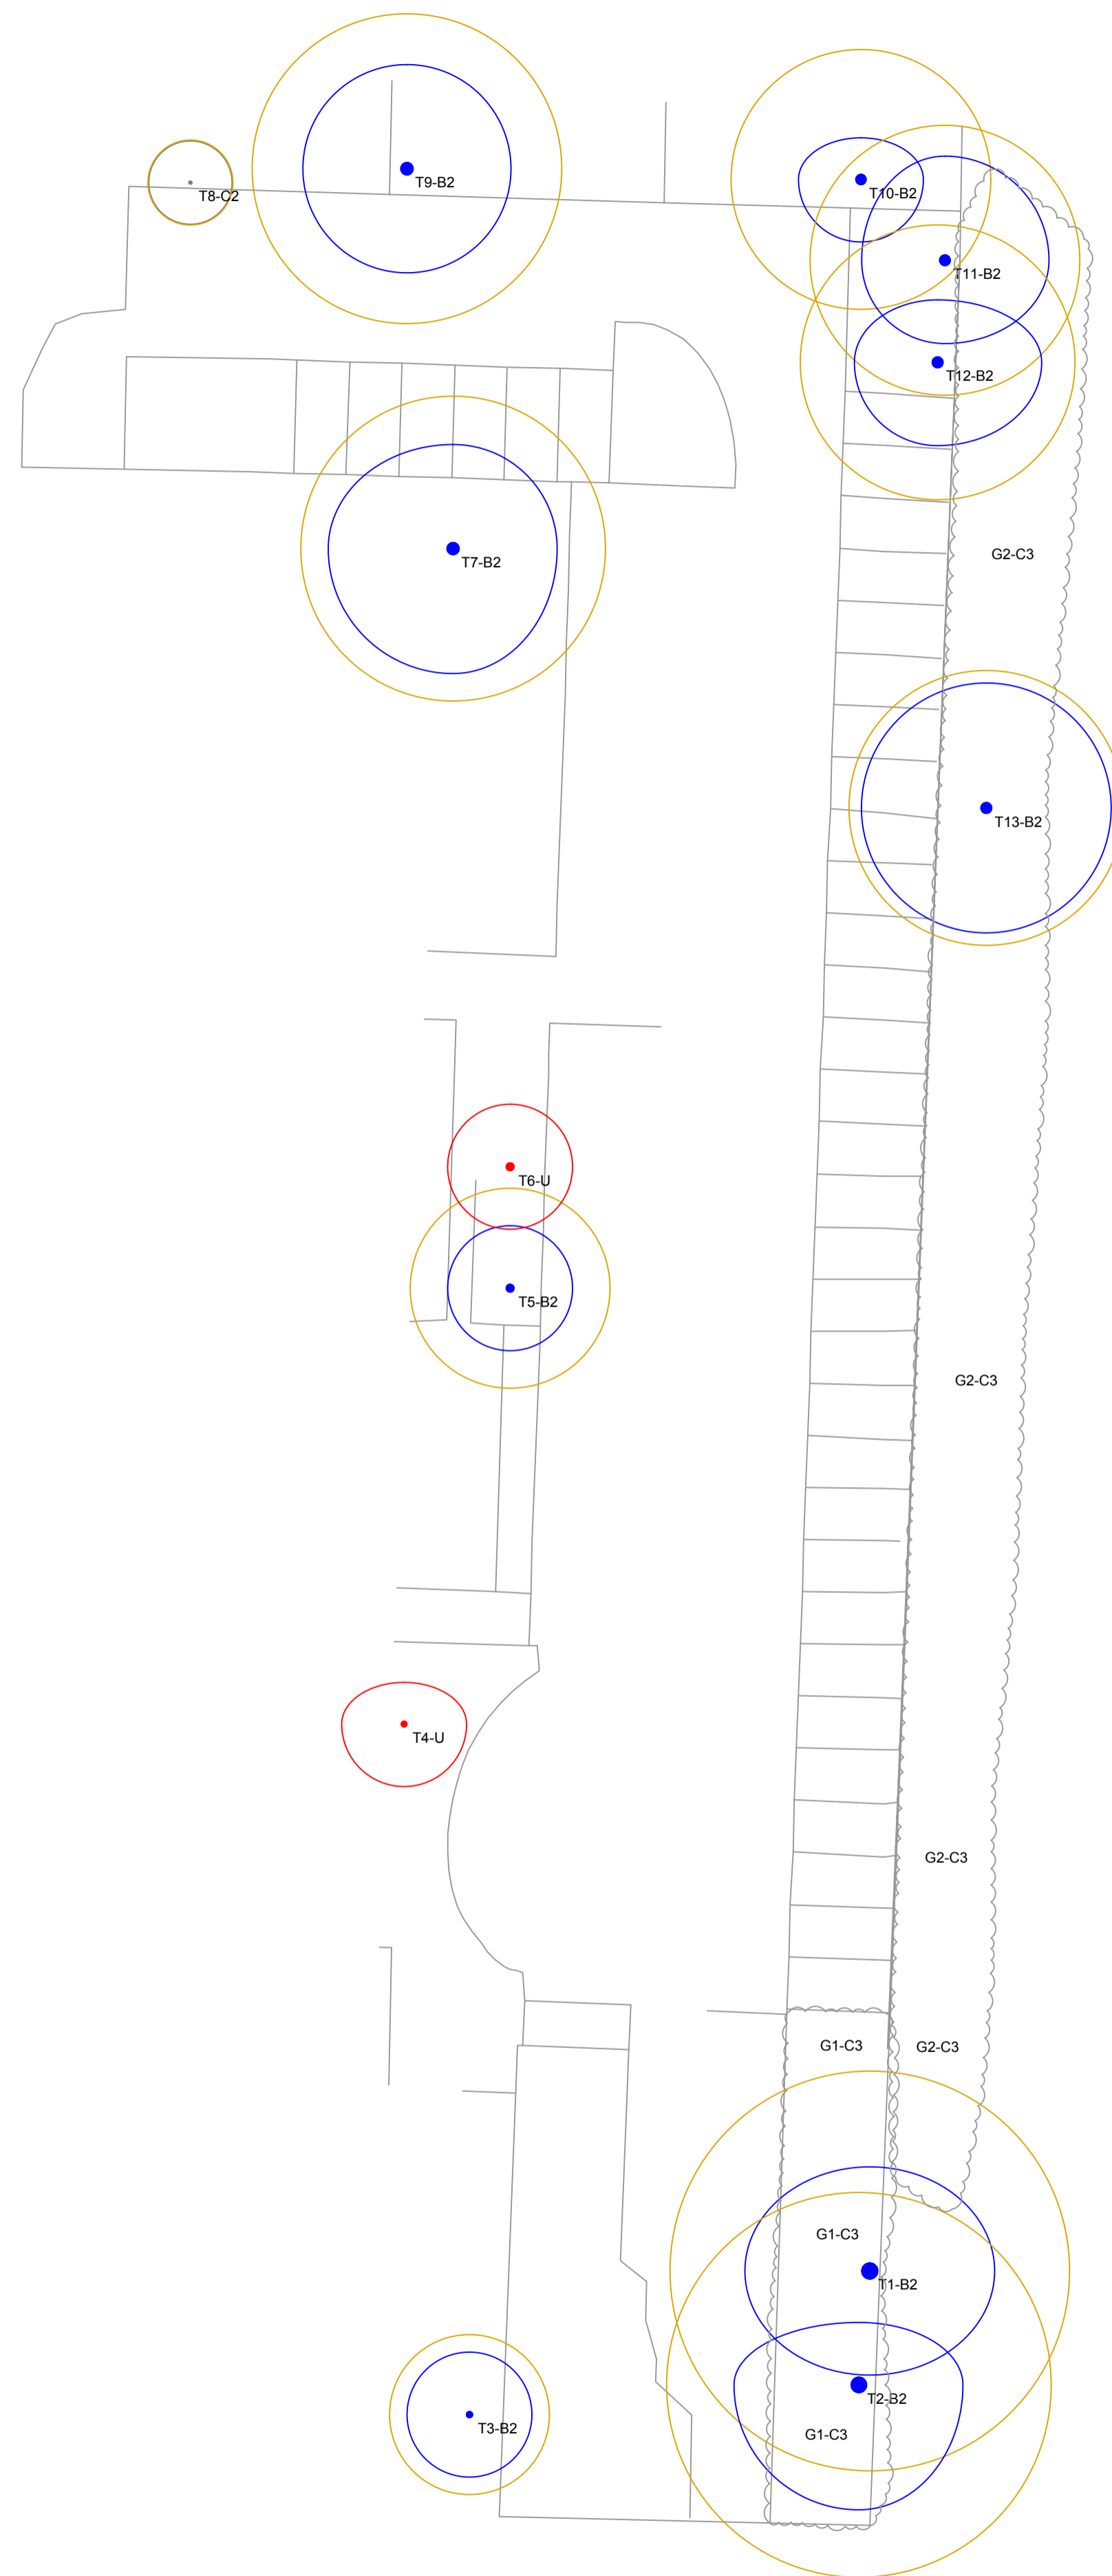 T9-B2
T8-C2
T10-B2
T11-B2
T12-B2
G2-C3
T7-B2
T13-B2
T6-U
T5-B2
G2-C3
T4-U
G2-C3
G1-C3
G2-C3
G1-C3
T1-B2
T2-B2
T3-B2
G1-C3